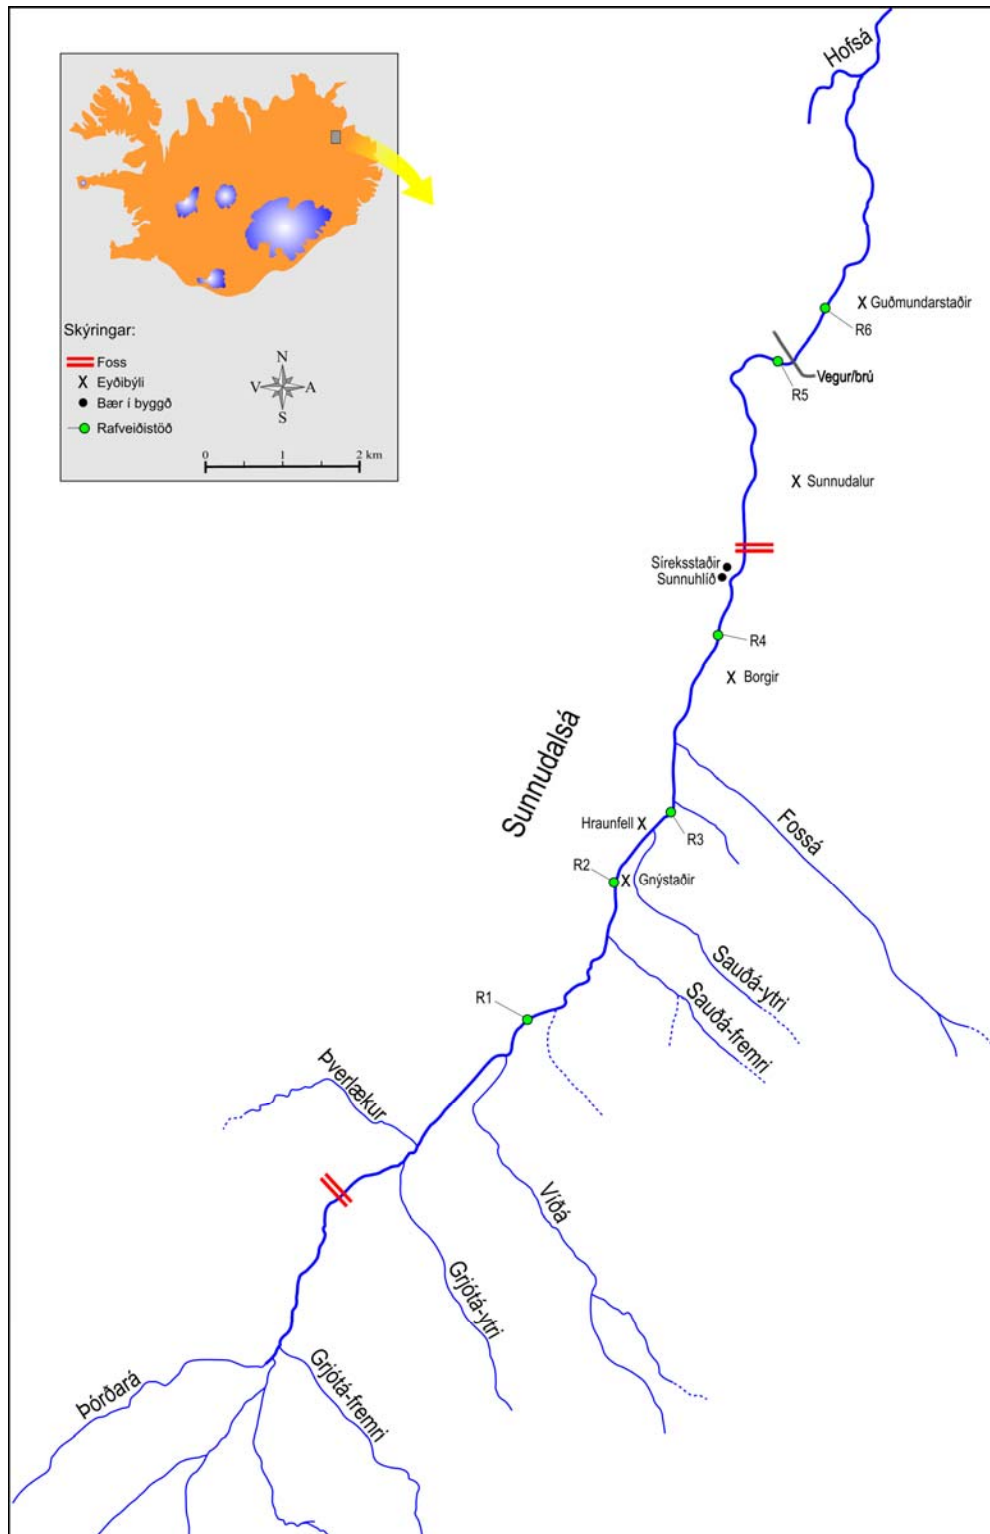 Hofsá
Skýringar:
Foss
Eyðibýli
Bær í byggð
Rafveiðistöð
N
V
A
S
0
1
2 km
Guðmundarstaðir
R6
Vegur/brú
R5
Sunnudalur
Síreksstaðir
Sunnuhlíð
R4
Borgir
Sunnudalsá
Fossá
Hraunfell
R3
R2
Gnýstaðir
Sauðá-ytri
Sauðá-fremri
R1
Þverlækur
Víðá
Grjótá-ytri
Grjótá-fremri
Þórðará